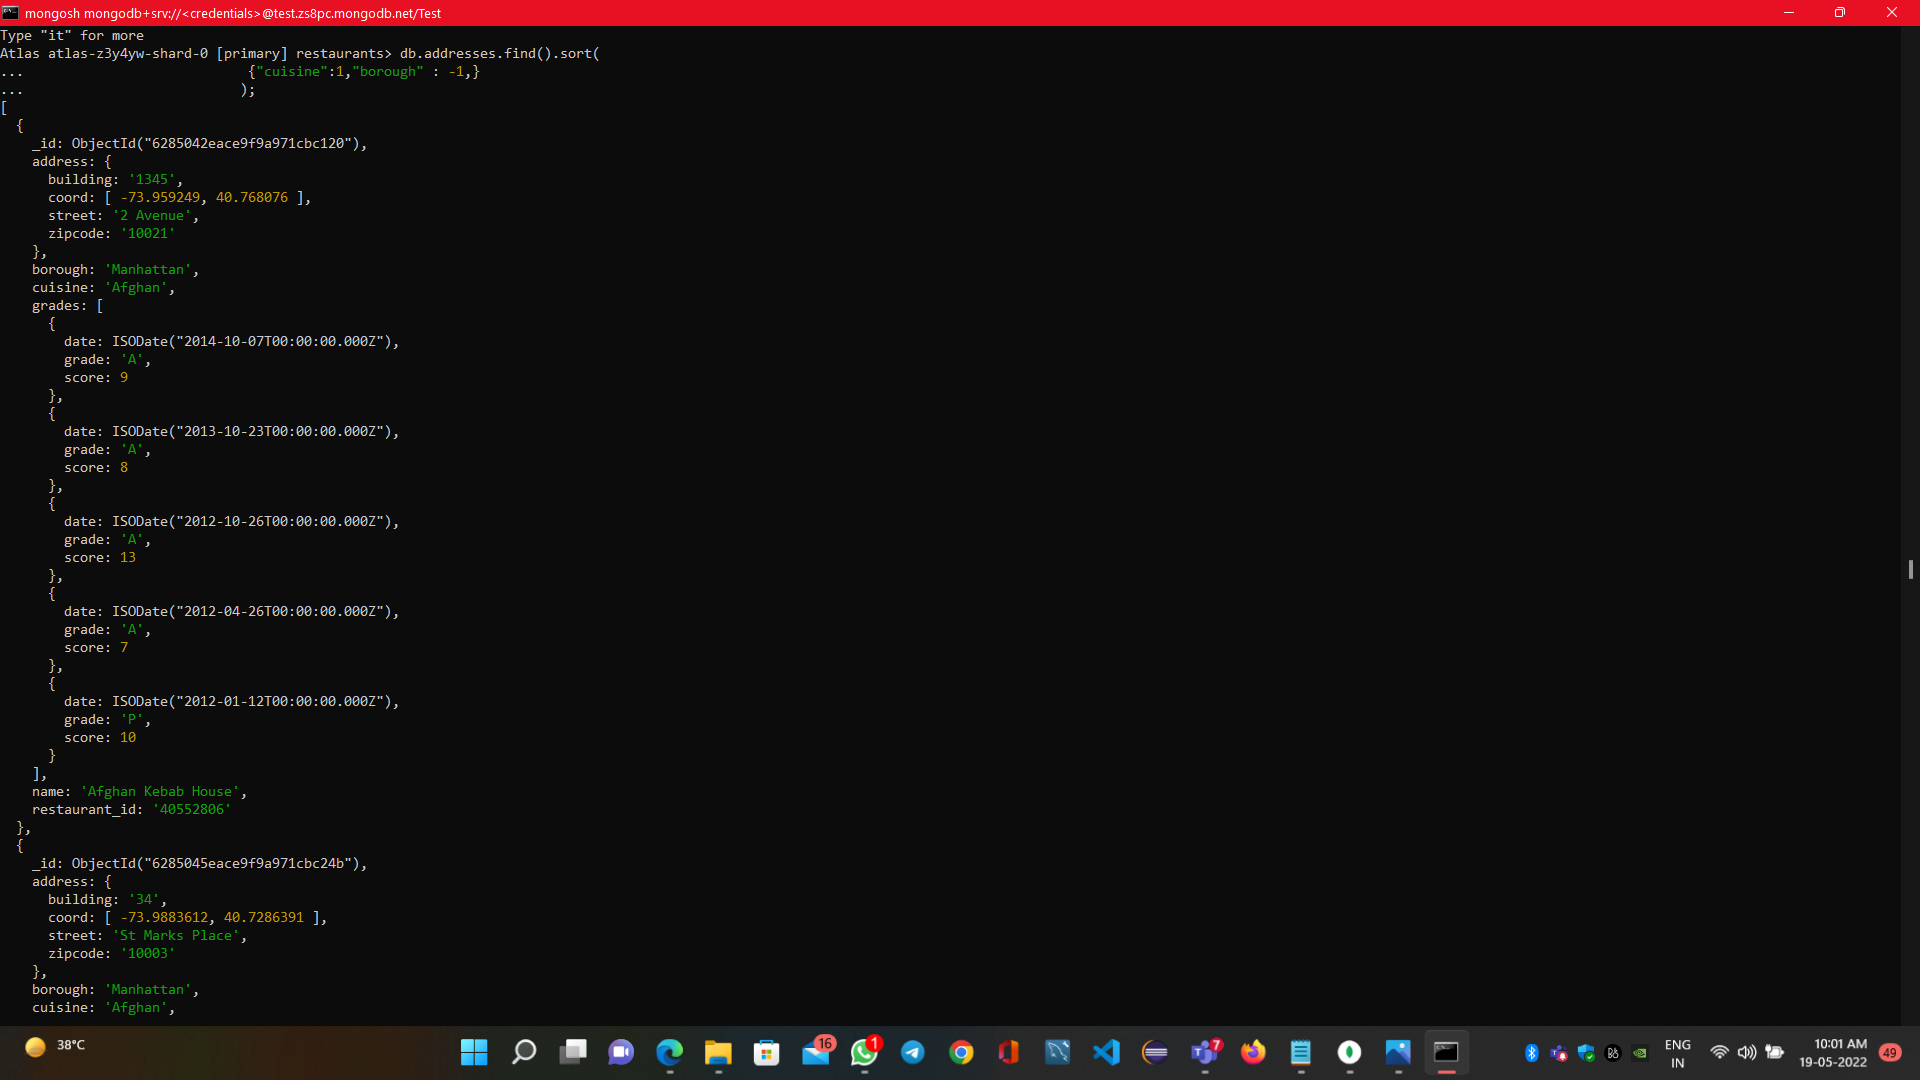 mongosh mongodb+srv://<credentials>@test.zs8pc.mongodb.net/Test
Type "it" for more
Atlas atlas-z3y4yw-shard-0 [primary] restaurants> db.addresses.find().sort(
...                            {"cuisine":1,"borough" : -1,}
...                           );
[
  {
    _id: ObjectId("6285042eace9f9a971cbc120"),
    address: {
      building: '1345',
      coord: [ -73.959249, 40.768076 ],
      street: '2 Avenue',
      zipcode: '10021'
    },
    borough: 'Manhattan',
    cuisine: 'Afghan',
    grades: [
      {
        date: ISODate("2014-10-07T00:00:00.000Z"),
        grade: 'A',
        score: 9
      },
      {
        date: ISODate("2013-10-23T00:00:00.000Z"),
        grade: 'A',
        score: 8
      },
      {
        date: ISODate("2012-10-26T00:00:00.000Z"),
        grade: 'A',
        score: 13
      },
      {
        date: ISODate("2012-04-26T00:00:00.000Z"),
        grade: 'A',
        score: 7
      },
      {
        date: ISODate("2012-01-12T00:00:00.000Z"),
        grade: 'P',
        score: 10
      }
    ],
    name: 'Afghan Kebab House',
    restaurant_id: '40552806'
  },
  {
    _id: ObjectId("6285045eace9f9a971cbc24b"),
    address: {
      building: '34',
      coord: [ -73.9883612, 40.7286391 ],
      street: 'St Marks Place',
      zipcode: '10003'
    },
    borough: 'Manhattan',
    cuisine: 'Afghan',
38°C
16
1
7
ENG
IN
10:01 AM
19-05-2022
49